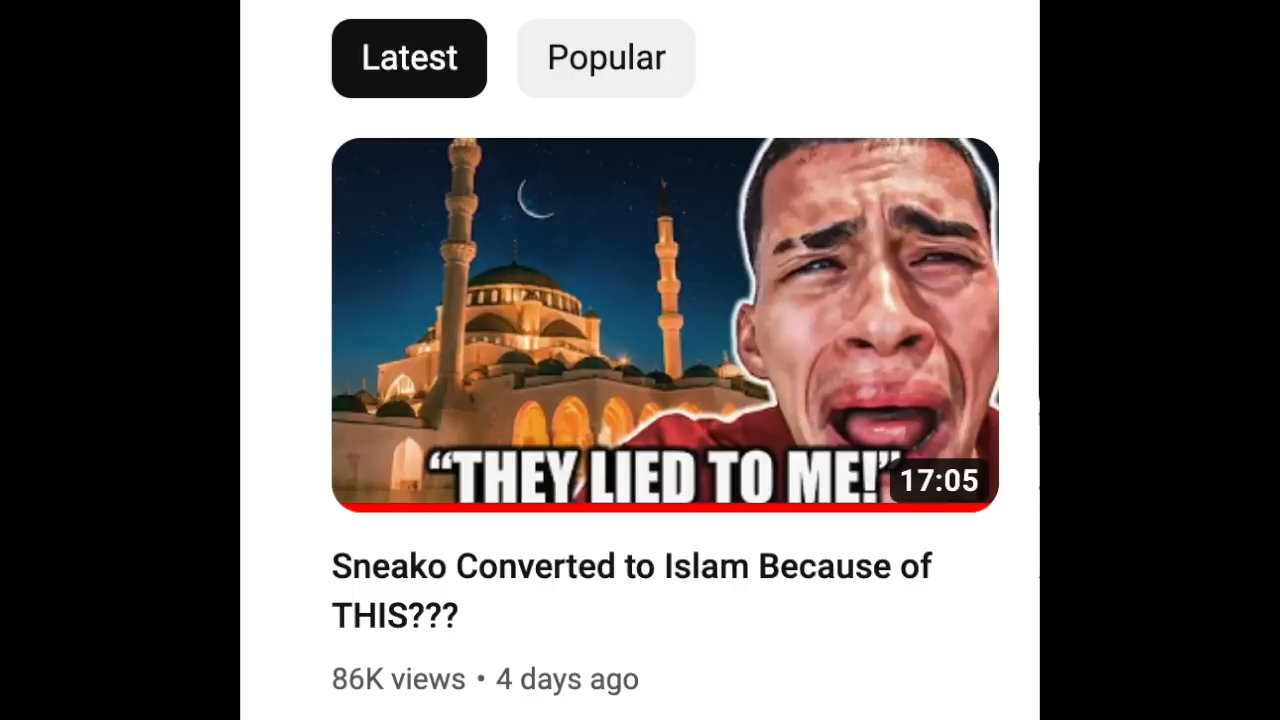 Latest
Popular
“THEY LIED TO ME!”
17:05
Sneako Converted to Islam Because of
THIS???
86K views • 4 days ago